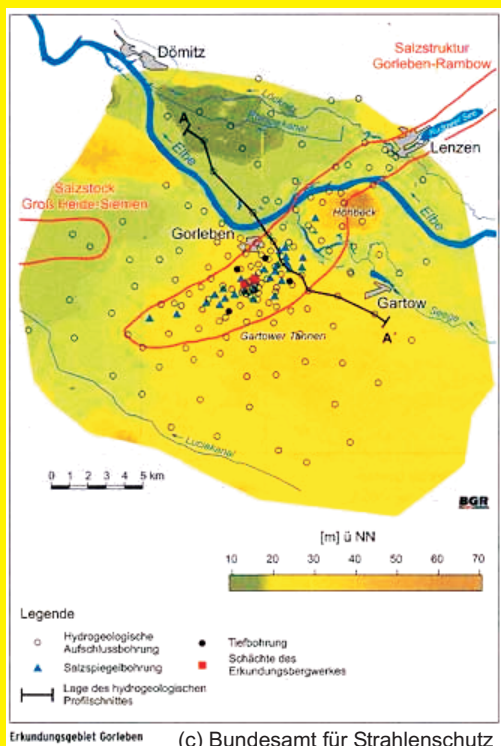 Dömitz
Salzstruktur
Gorleben-Rambow
Löcknitz
A
Lenzen
Elbe
Salzstock
Groß Heide-Siemen
Höhbeck
Elbe
Gorleben
Gartow
Seege
Gartower Tannen
A'
Luciekanal
0 1 2 3 4 5 km
BGR
[m] ü NN
10 20 30 40 50 60 70
Legende
Hydrogeologische
Aufschlussbohrung
Tiefbohrung
Salzspiegelbohrung
Schächte des
Erkundungsbergwerkes
Lage des hydrogeologischen
Profilschnittes
Erkundungsgebiet Gorleben
(c) Bundesamt für Strahlenschutz